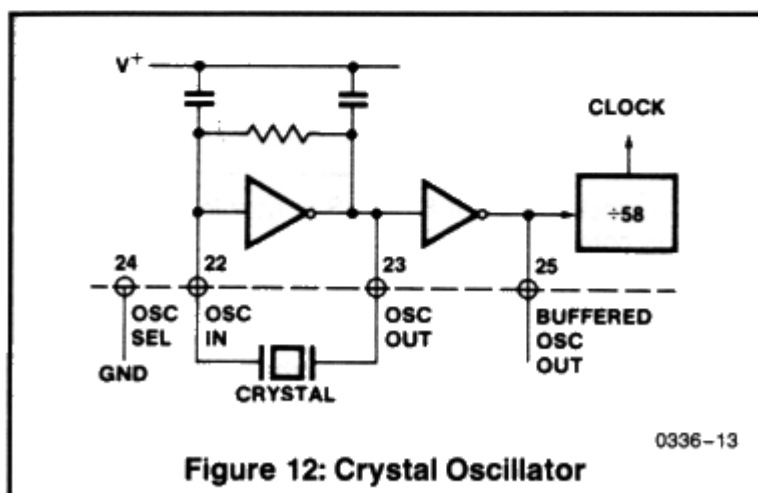 V+
CLOCK
÷58
24
22
23
25
OSC
SEL
OSC
IN
OSC
OUT
BUFFERED
OSC
OUT
GND
CRYSTAL
0336-13
Figure 12: Crystal Oscillator